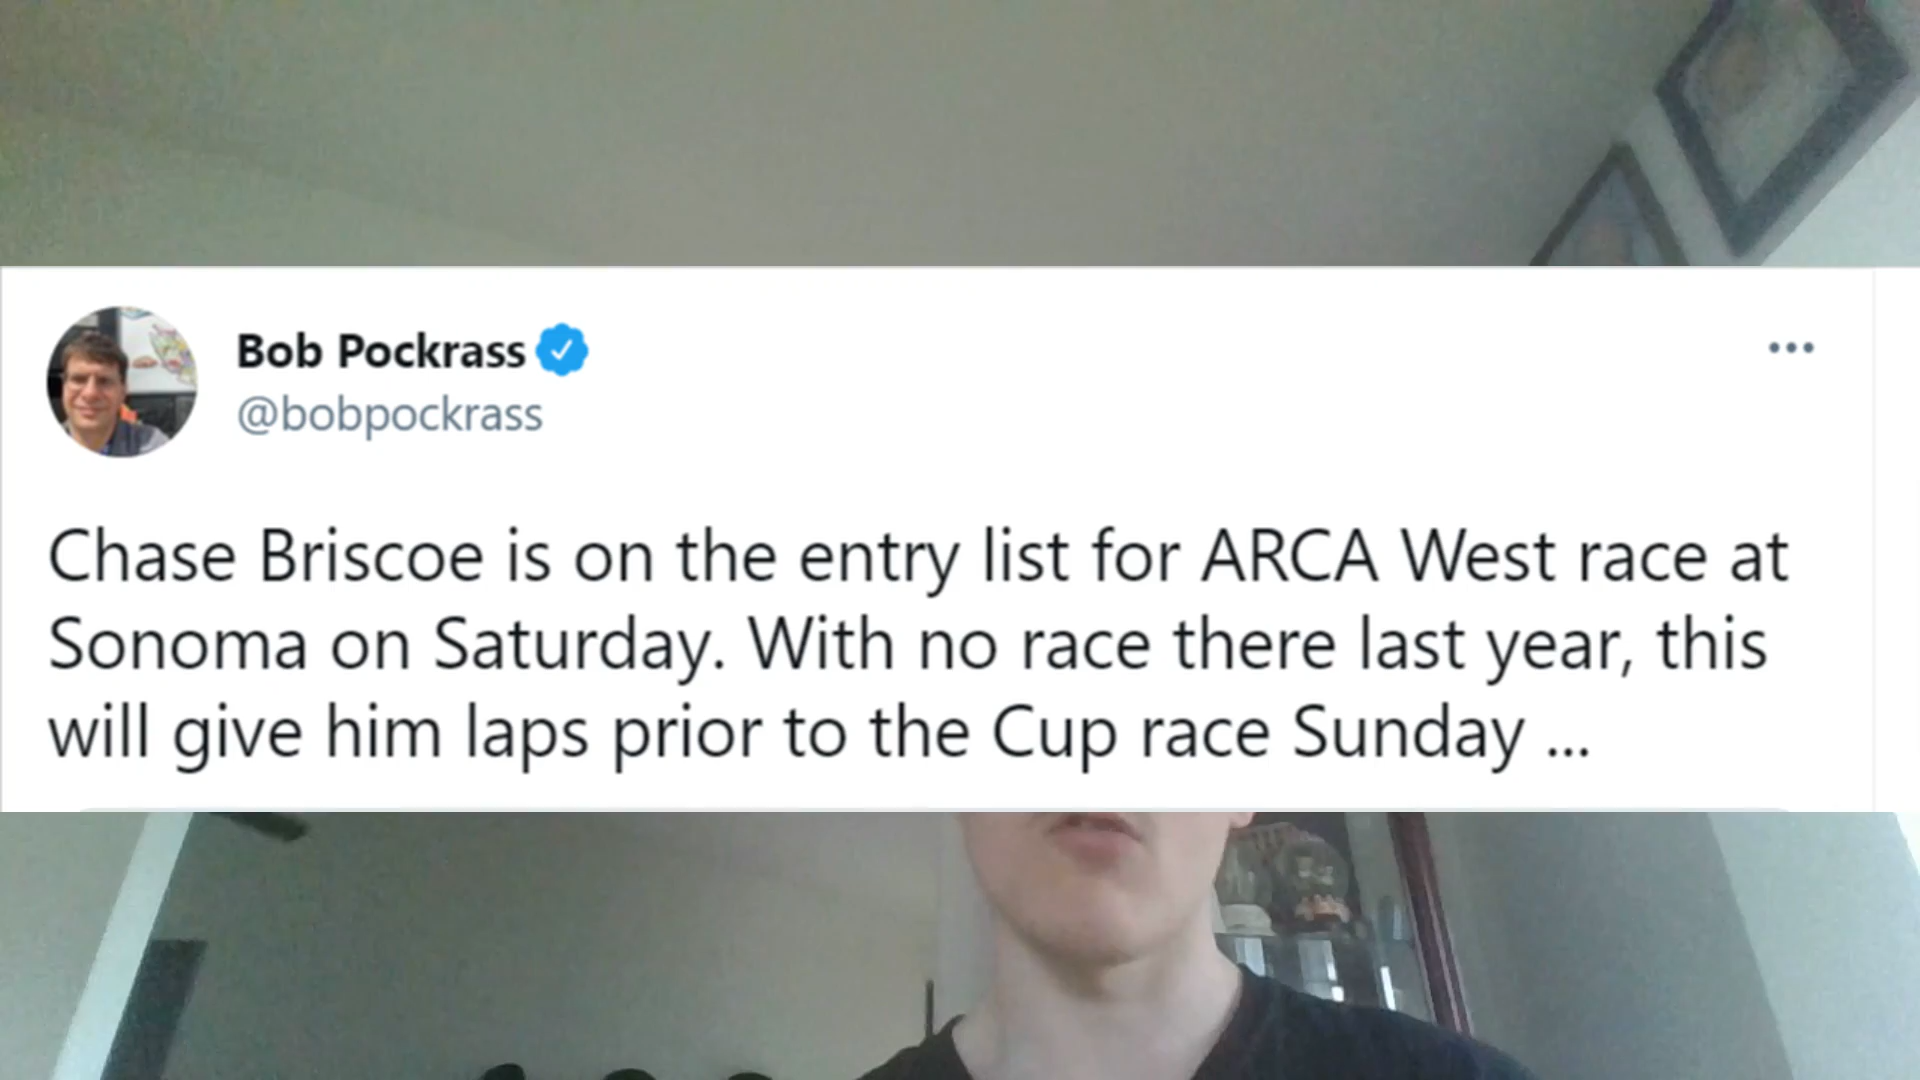 Bob Pockrass
@bobpockrass
Chase Briscoe is on the entry list for ARCA West race at
Sonoma on Saturday. With no race there last year, this
will give him laps prior to the Cup race Sunday ...